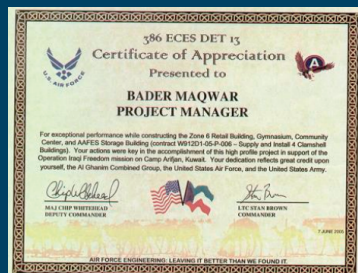 386 ECES DET 13
Certificate of Appreciation
Presented to
U.S. AIR FORCE
BADER MAQWAR
PROJECT MANAGER
For exceptional performance while constructing the Zone 6 Retail Building, Gymnasium, Community
Center, and AAFES Storage Building (contract W912D1-05-P-006 – Supply and Install 4 Clamshell
Buildings). Your actions were key in the accomplishment of this high profile project in support of the
Operation Iraqi Freedom mission on Camp Arifjan, Kuwait. Your dedication reflects great credit upon
yourself, the Al Ghanim Combined Group, the United States Air Force, and the United States Army.
MAJ CHIP WHITEHEAD
DEPUTY COMMANDER
LTC STAN BROWN
COMMANDER
7 JUNE 2005
AIR FORCE ENGINEERING: LEAVING IT BETTER THAN WE FOUND IT.